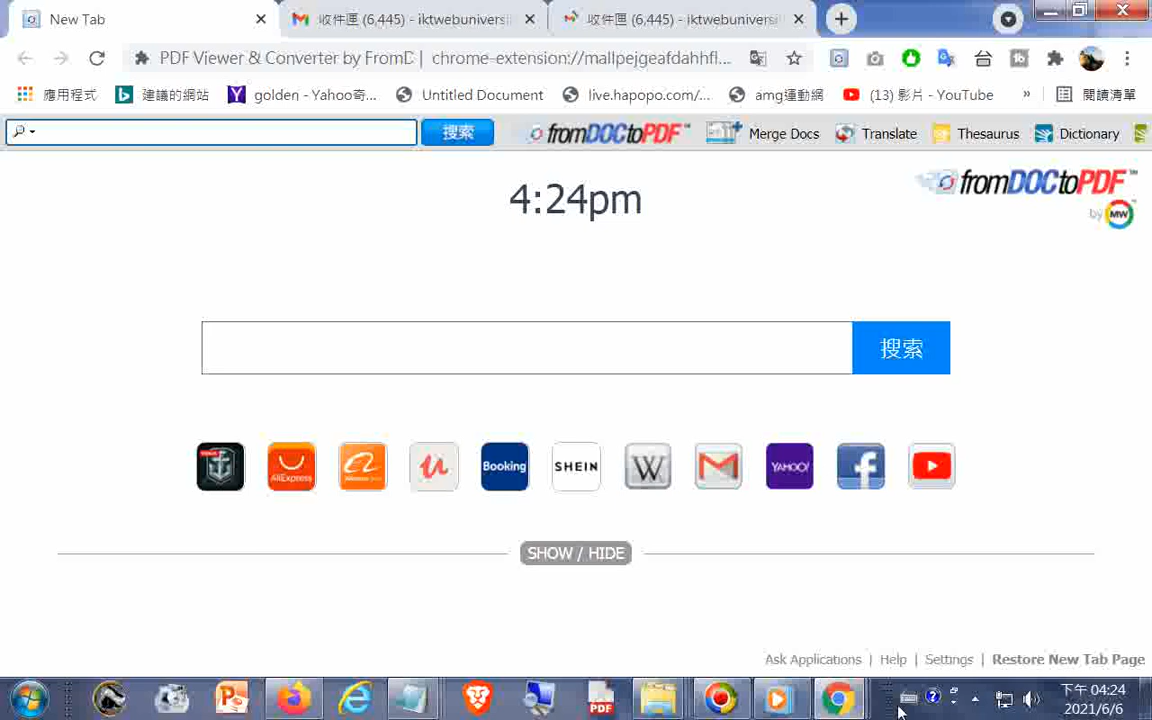 New Tab
收件匣 (6,445) - iktwebuniversi
收件匣 (6,445) - iktwebuniversi
PDF Viewer & Converter by FromD | chrome-extension://mallpejgeafdahhfl...
應用程式
建議的網站
golden - Yahoo奇...
Untitled Document
live.hapopo.com/...
amg運動網
(13) 影片 - YouTube
»
閱讀清單
搜索
fromDOCtoPDF™
Merge Docs
Translate
Thesaurus
Dictionary
4:24pm
fromDOCtoPDF™
by MW
搜索
AliExpress
Booking
SHEIN
W
YAHOO!
SHOW / HIDE
Ask Applications | Help | Settings | Restore New Tab Page
PDF
下午 04:24
2021/6/6